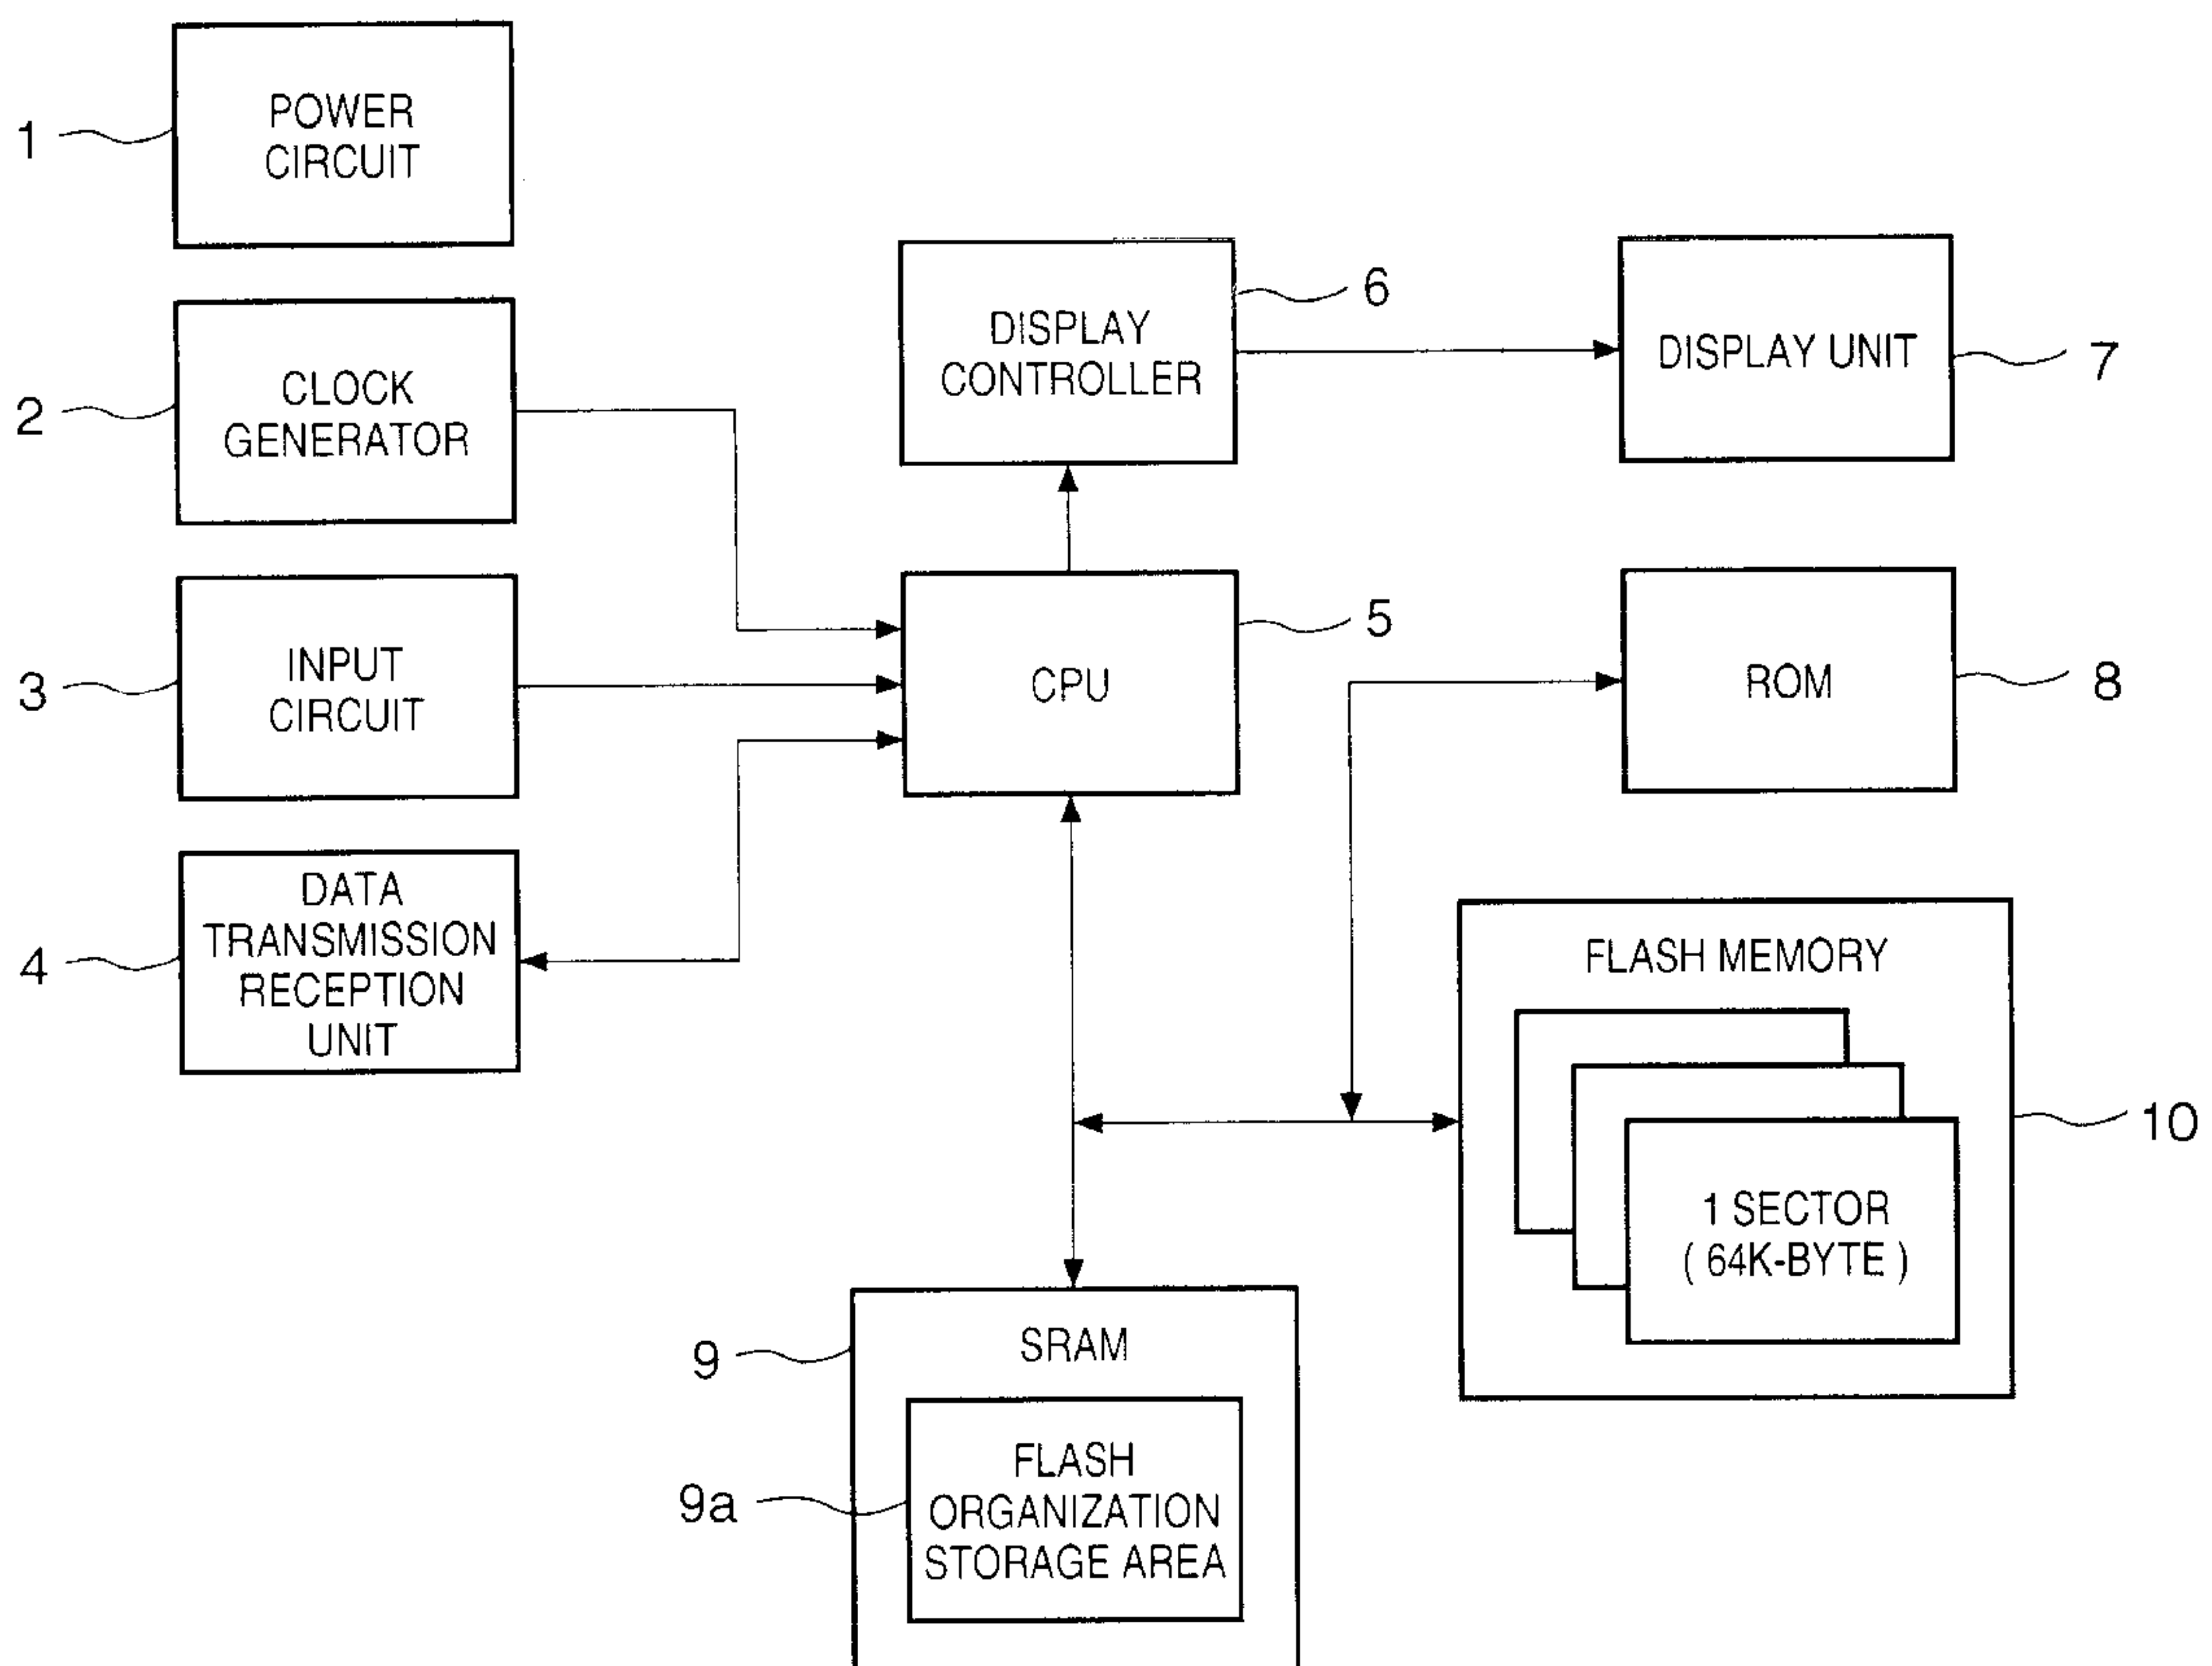 1
POWER
CIRCUIT
2
CLOCK
GENERATOR
3
INPUT
CIRCUIT
4
DATA
TRANSMISSION
RECEPTION
UNIT
6
DISPLAY
CONTROLLER
DISPLAY UNIT
7
5
CPU
ROM
8
FLASH MEMORY
10
1 SECTOR
( 64K-BYTE )
9
SRAM
9a
FLASH
ORGANIZATION
STORAGE AREA